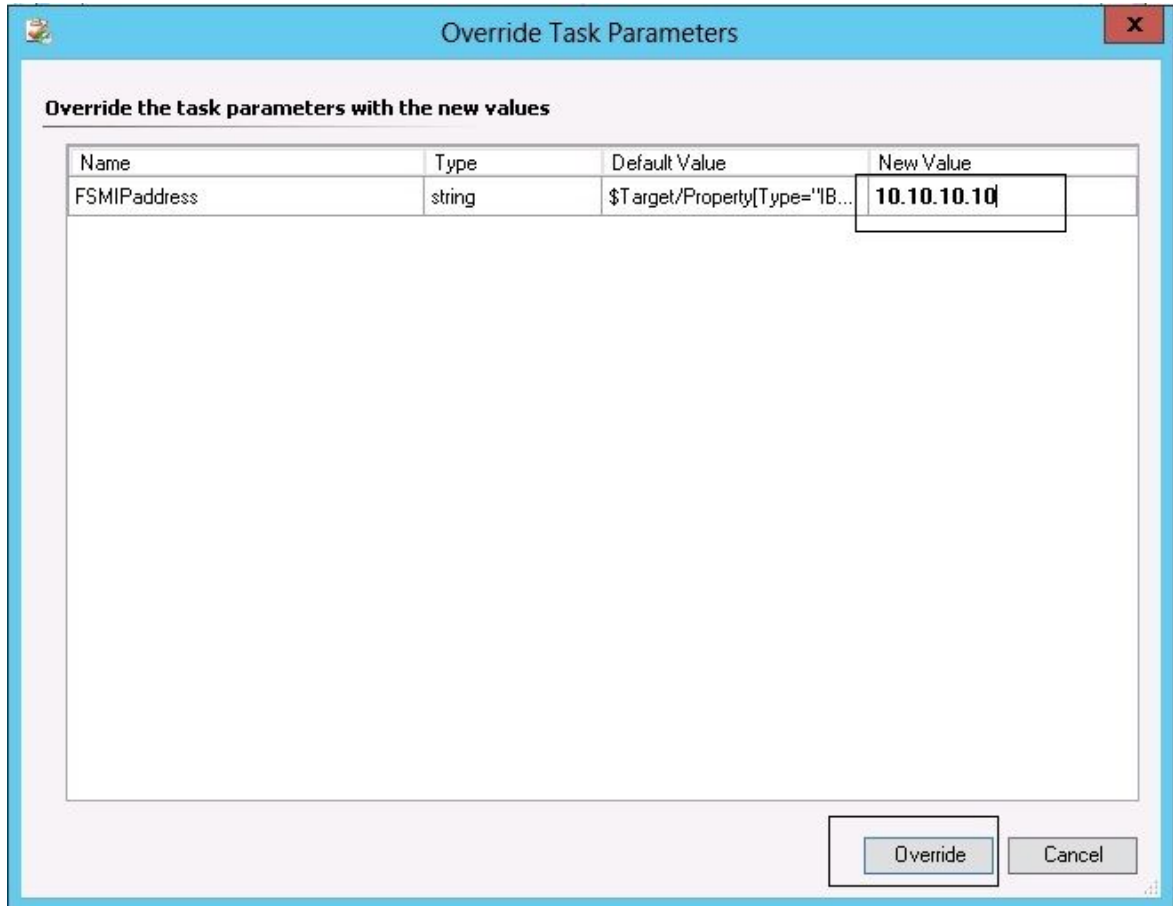 Override Task Parameters
x
Override the task parameters with the new values
Name Type Default Value New Value
FSMIPaddress string $Target/Property[Type="IB... 10.10.10.10
Override Cancel